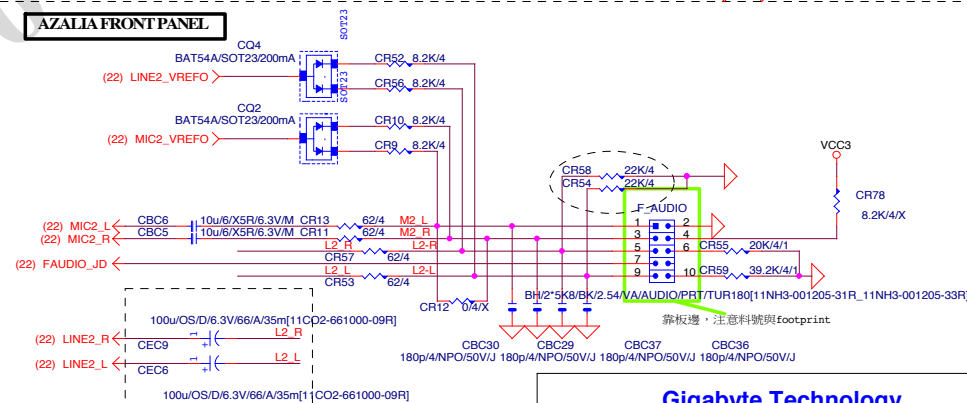 AZALIA FRONT PANEL
SOT23
CQ4
BAT54A/SOT23/200mA
CR52 8.2K/4
(22) LINE2_VREFO
SOT23
CR56 8.2K/4
CQ2
BAT54A/SOT23/200mA
CR10 8.2K/4
(22) MIC2_VREFO
CR9 8.2K/4
VCC3
CR58 22K/4
CR54 22K/4
CR78
8.2K/4/X
F_AUDIO
(22) MIC2_L CBC6 10u/6/X5R/6.3V/M CR13 62/4 M2_L 1 2
(22) MIC2_R CBC5 10u/6/X5R/6.3V/M CR11 62/4 M2_R 3 4
L2_R L2-R 5 6 CR55 20K/4/1
CR57 62/4
(22) FAUDIO_JD 7 8
L2_L L2-L 9 10 CR59 39.2K/4/1
CR53 62/4
CR12 0/4/X
BH/2*5K8/BK/2.54/VA/AUDIO/PRT/TUR180[11NH3-001205-31R_11NH3-001205-33R]
靠板邊，注意料號與footprint
100u/OS/D/6.3V/66/A/35m[11CO2-661000-09R]
(22) LINE2_R 1 + L2_R
CEC9
(22) LINE2_L 1 + L2_L
CEC6
100u/OS/D/6.3V/66/A/35m[11CO2-661000-09R]
CBC30 CBC29 CBC37 CBC36
180p/4/NPO/50V/J 180p/4/NPO/50V/J 180p/4/NPO/50V/J 180p/4/NPO/50V/J
Gigabyte Technology